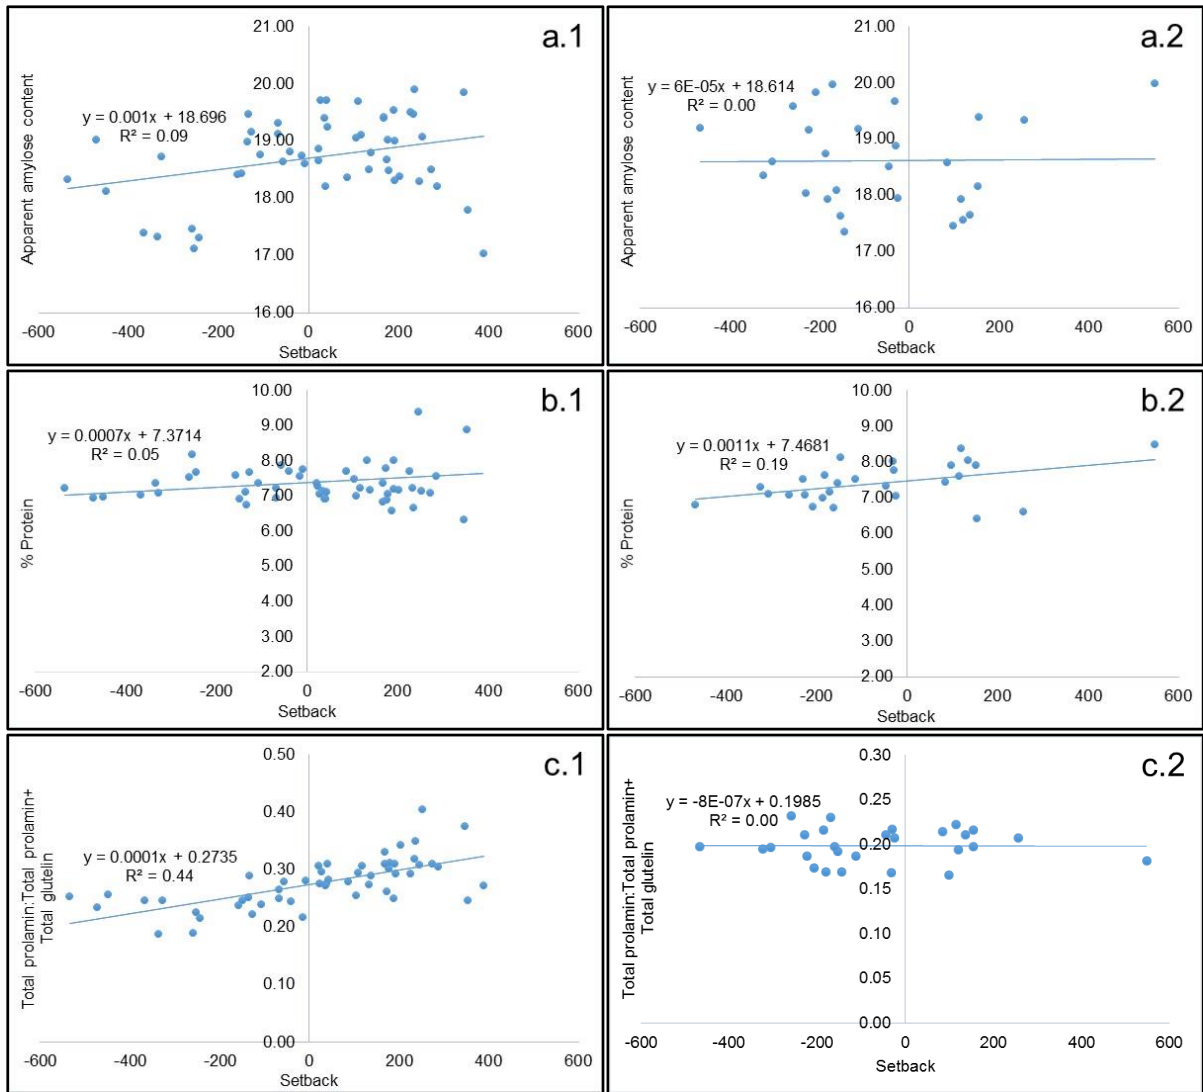 a.1
21.00
20.00
19.00
18.00
17.00
16.00
Apparent amylose content
y = 0.001x + 18.696
R² = 0.09
-600 -400 -200 0 200 400 600
Setback
a.2
21.00
20.00
19.00
18.00
17.00
16.00
Apparent amylose content
y = 6E-05x + 18.614
R² = 0.00
-600 -400 -200 0 200 400 600
Setback
b.1
10.00
9.00
8.00
7.00
6.00
5.00
4.00
3.00
2.00
% Protein
y = 0.0007x + 7.3714
R² = 0.05
-600 -400 -200 0 200 400 600
Setback
b.2
10.00
9.00
8.00
7.00
6.00
5.00
4.00
3.00
2.00
% Protein
y = 0.0011x + 7.4681
R² = 0.19
-600 -400 -200 0 200 400 600
Setback
c.1
0.50
0.40
0.30
0.20
0.10
0.00
Total prolamin:Total prolamin+
Total glutelin
y = 0.0001x + 0.2735
R² = 0.44
-600 -400 -200 0 200 400 600
Setback
c.2
0.30
0.25
0.20
0.15
0.10
0.05
0.00
Total prolamin:Total prolamin+
Total glutelin
y = -8E-07x + 0.1985
R² = 0.00
-600 -400 -200 0 200 400 600
Setback